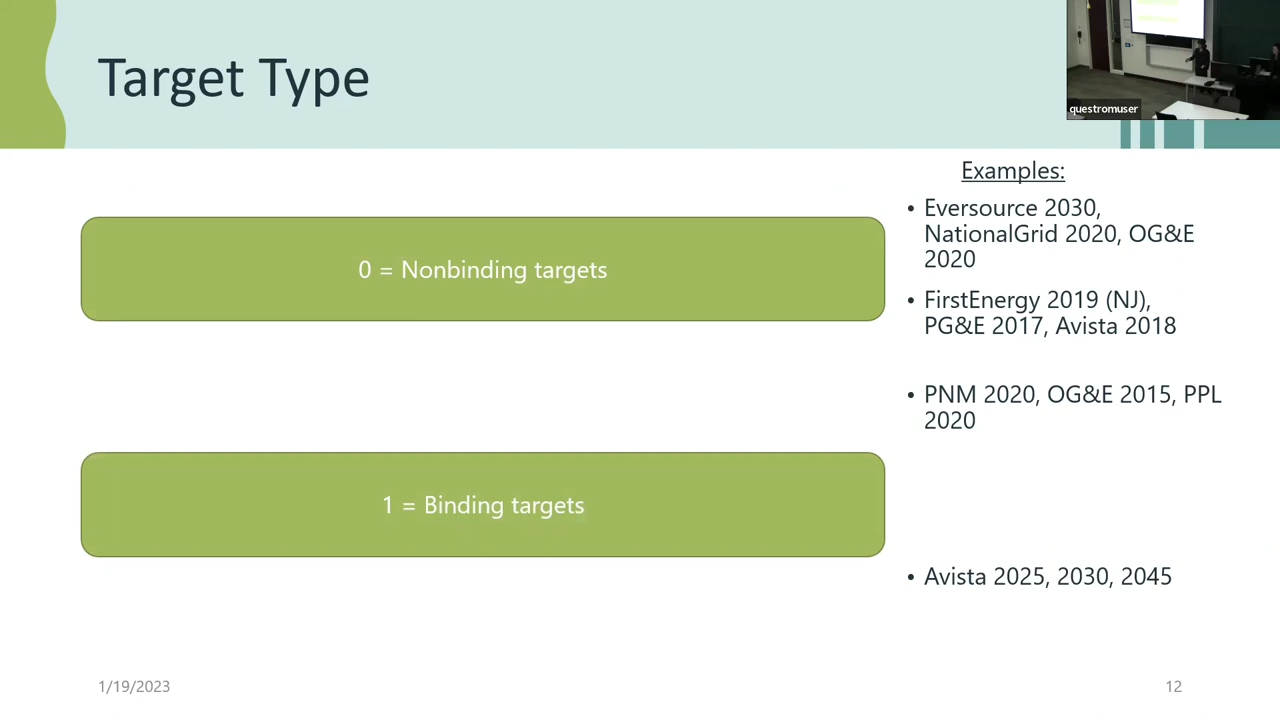 Target Type
questromuser
0 = Nonbinding targets
1 = Binding targets
Examples:
• Eversource 2030,
NationalGrid 2020, OG&E
2020
• FirstEnergy 2019 (NJ),
PG&E 2017, Avista 2018
• PNM 2020, OG&E 2015, PPL
2020
• Avista 2025, 2030, 2045
1/19/2023
12